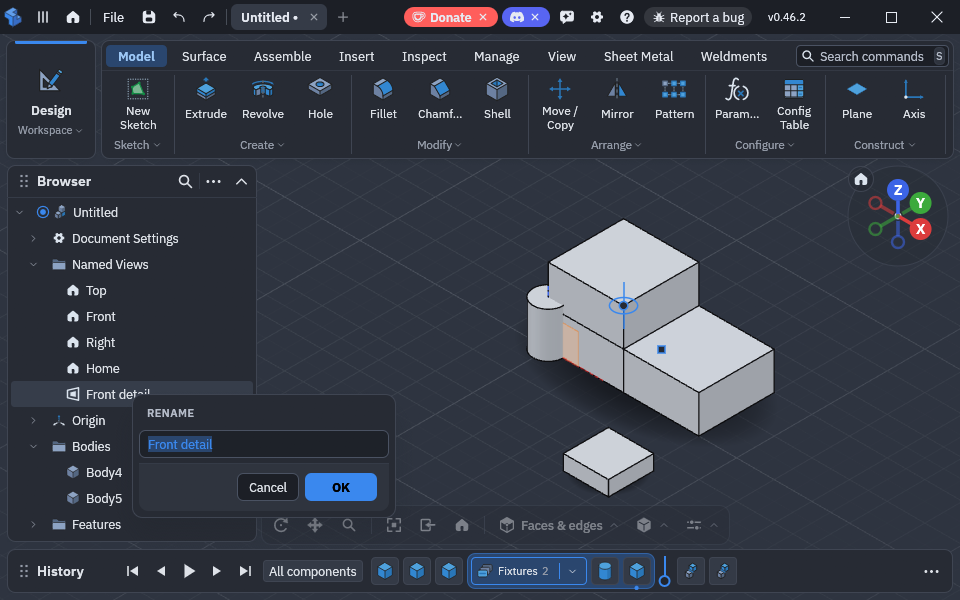 File
Untitled •
Donate
Report a bug
v0.46.2
Design
Workspace
Model
Surface
Assemble
Insert
Inspect
Manage
View
Sheet Metal
Weldments
Search commands
S
New Sketch
Extrude
Revolve
Hole
Fillet
Chamf...
Shell
Move / Copy
Mirror
Pattern
Param...
Config Table
Plane
Axis
Sketch
Create
Modify
Arrange
Configure
Construct
Browser
Untitled
Document Settings
Named Views
Top
Front
Right
Home
Front detail
Origin
Bodies
Body4
Body5
Features
RENAME
Front detail
Cancel
OK
Z
Y
X
Faces & edges
History
All components
Fixtures 2